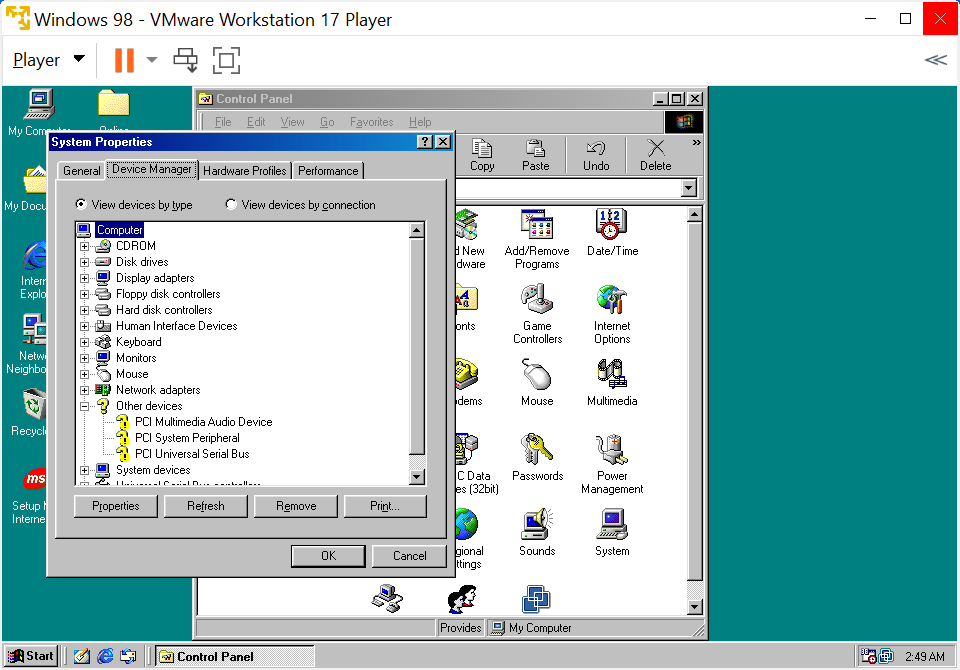 Windows 98 - VMware Workstation 17 Player
Player
My Computer
Online
My Docu
Intern
Explo
Netwo
Neighbo
Recycle
ms
Setup M
Internet
Control Panel
File Edit View Go Favorites Help
Copy Paste Undo Delete
System Properties
General Device Manager Hardware Profiles Performance
View devices by type View devices by connection
Computer
CDROM
Disk drives
Display adapters
Floppy disk controllers
Hard disk controllers
Human Interface Devices
Keyboard
Monitors
Mouse
Network adapters
Other devices
PCI Multimedia Audio Device
PCI System Peripheral
PCI Universal Serial Bus
System devices
Universal Serial Bus controllers
Properties Refresh Remove Print...
OK Cancel
d New
dware
Add/Remove
Programs
Date/Time
onts
Game
Controllers
Internet
Options
dems
Mouse
Multimedia
C Data
es (32bit)
Passwords
Power
Management
gional
ttings
Sounds
System
Provides
My Computer
Start
Control Panel
2:49 AM